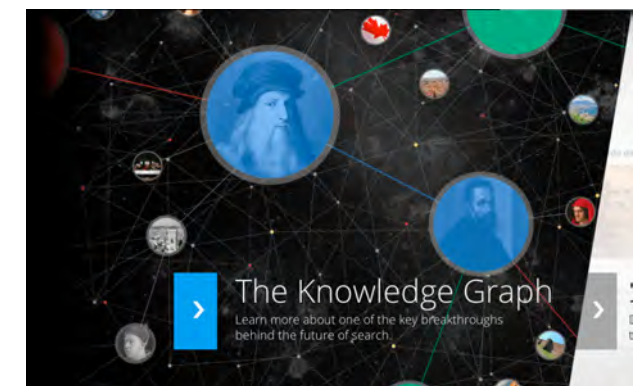 The Knowledge Graph
Learn more about one of the key breakthroughs
behind the future of search.